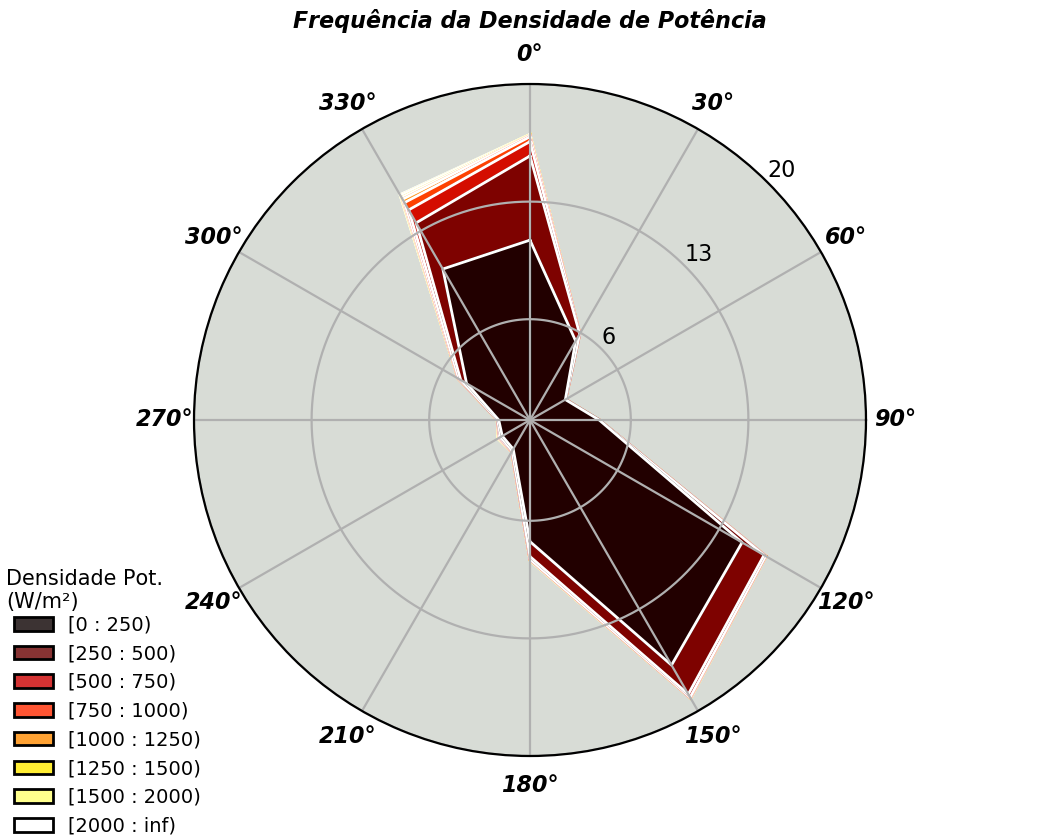 Frequência da Densidade de Potência
0°
330°
30°
20
300°
60°
13
6
270°
90°
240°
120°
210°
150°
180°
Densidade Pot.
(W/m²)
[0 : 250)
[250 : 500)
[500 : 750)
[750 : 1000)
[1000 : 1250)
[1250 : 1500)
[1500 : 2000)
[2000 : inf)